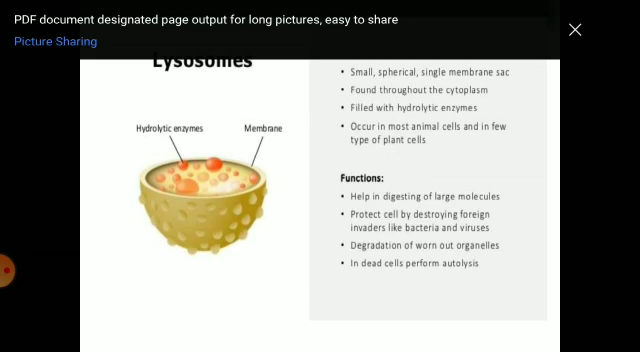 PDF document designated page output for long pictures, easy to share
Picture Sharing
Lysosomes
Hydrolytic enzymes
Membrane
• Small, spherical, single membrane sac
• Found throughout the cytoplasm
• Filled with hydrolytic enzymes
• Occur in most animal cells and in few
type of plant cells
Functions:
• Help in digesting of large molecules
• Protect cell by destroying foreign
invaders like bacteria and viruses
• Degradation of worn out organelles
• In dead cells perform autolysis